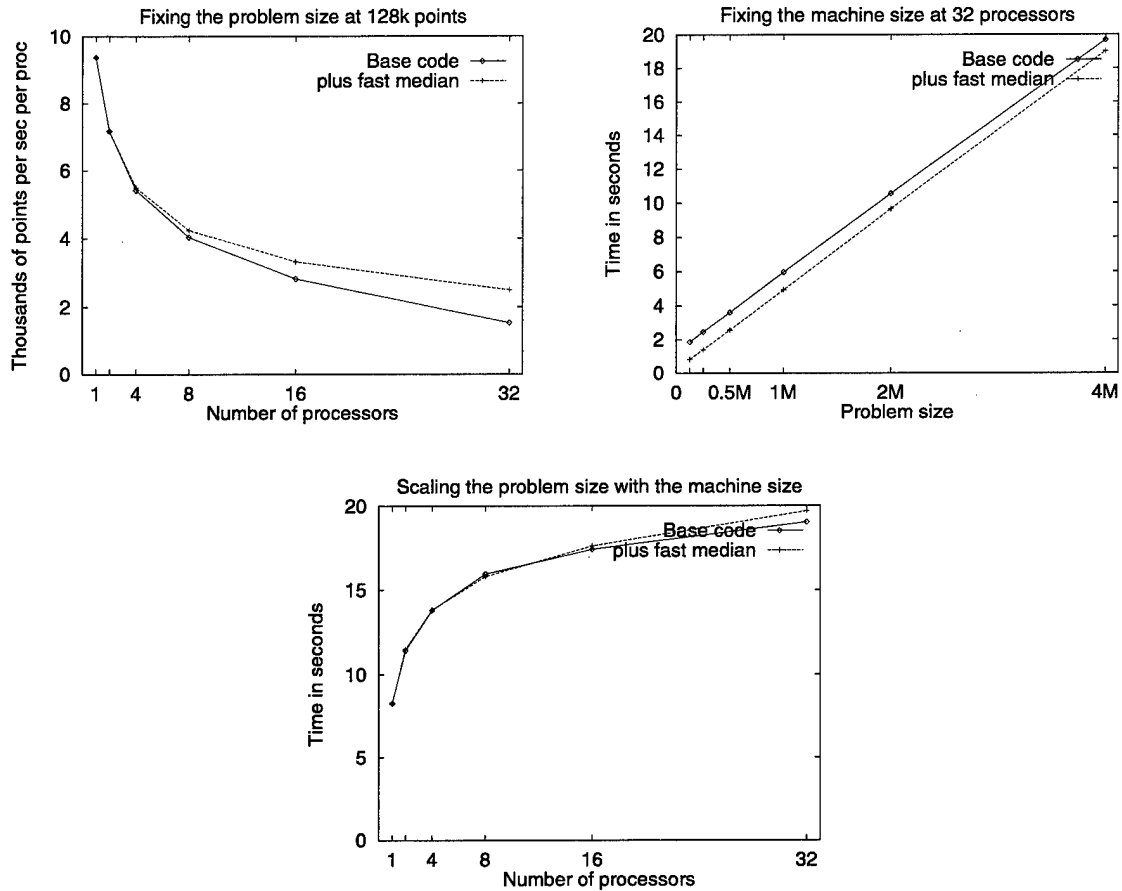 Fixing the problem size at 128k points
Thousands of points per sec per proc
10
8
6
4
2
0
Base code
plus fast median
1 4 8 16 32
Number of processors
Fixing the machine size at 32 processors
Time in seconds
20
18
16
14
12
10
8
6
4
2
0
Base code
plus fast median
0 0.5M 1M 2M 4M
Problem size
Scaling the problem size with the machine size
Time in seconds
20
15
10
5
0
Base code
plus fast median
1 4 8 16 32
Number of processors